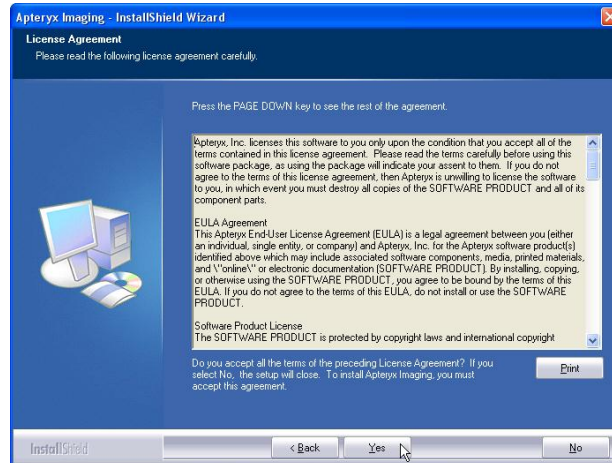 Apteryx Imaging - InstallShield Wizard
License Agreement
Please read the following license agreement carefully.
Press the PAGE DOWN key to see the rest of the agreement.
Apteryx, Inc. licenses this software to you only upon the condition that you accept all of the
terms contained in this license agreement. Please read the terms carefully before using this
software package, as using the package will indicate your assent to them. If you do not
agree to the terms of this license agreement, then Apteryx is unwilling to license the software
to you, in which event you must destroy all copies of the SOFTWARE PRODUCT and all of its
component parts.
EULA Agreement
This Apteryx End-User License Agreement (EULA) is a legal agreement between you (either
an individual, single entity, or company) and Apteryx, Inc. for the Apteryx software product(s)
identified above which may include associated software components, media, printed materials,
and \"online\" or electronic documentation (SOFTWARE PRODUCT). By installing, copying,
or otherwise using the SOFTWARE PRODUCT, you agree to be bound by the terms of this
EULA. If you do not agree to the terms of this EULA, do not install or use the SOFTWARE
PRODUCT.
Software Product License
The SOFTWARE PRODUCT is protected by copyright laws and international copyright
Do you accept all the terms of the preceding License Agreement? If you
select No, the setup will close. To install Apteryx Imaging, you must
accept this agreement.
Print
InstallShield
< Back
Yes
No